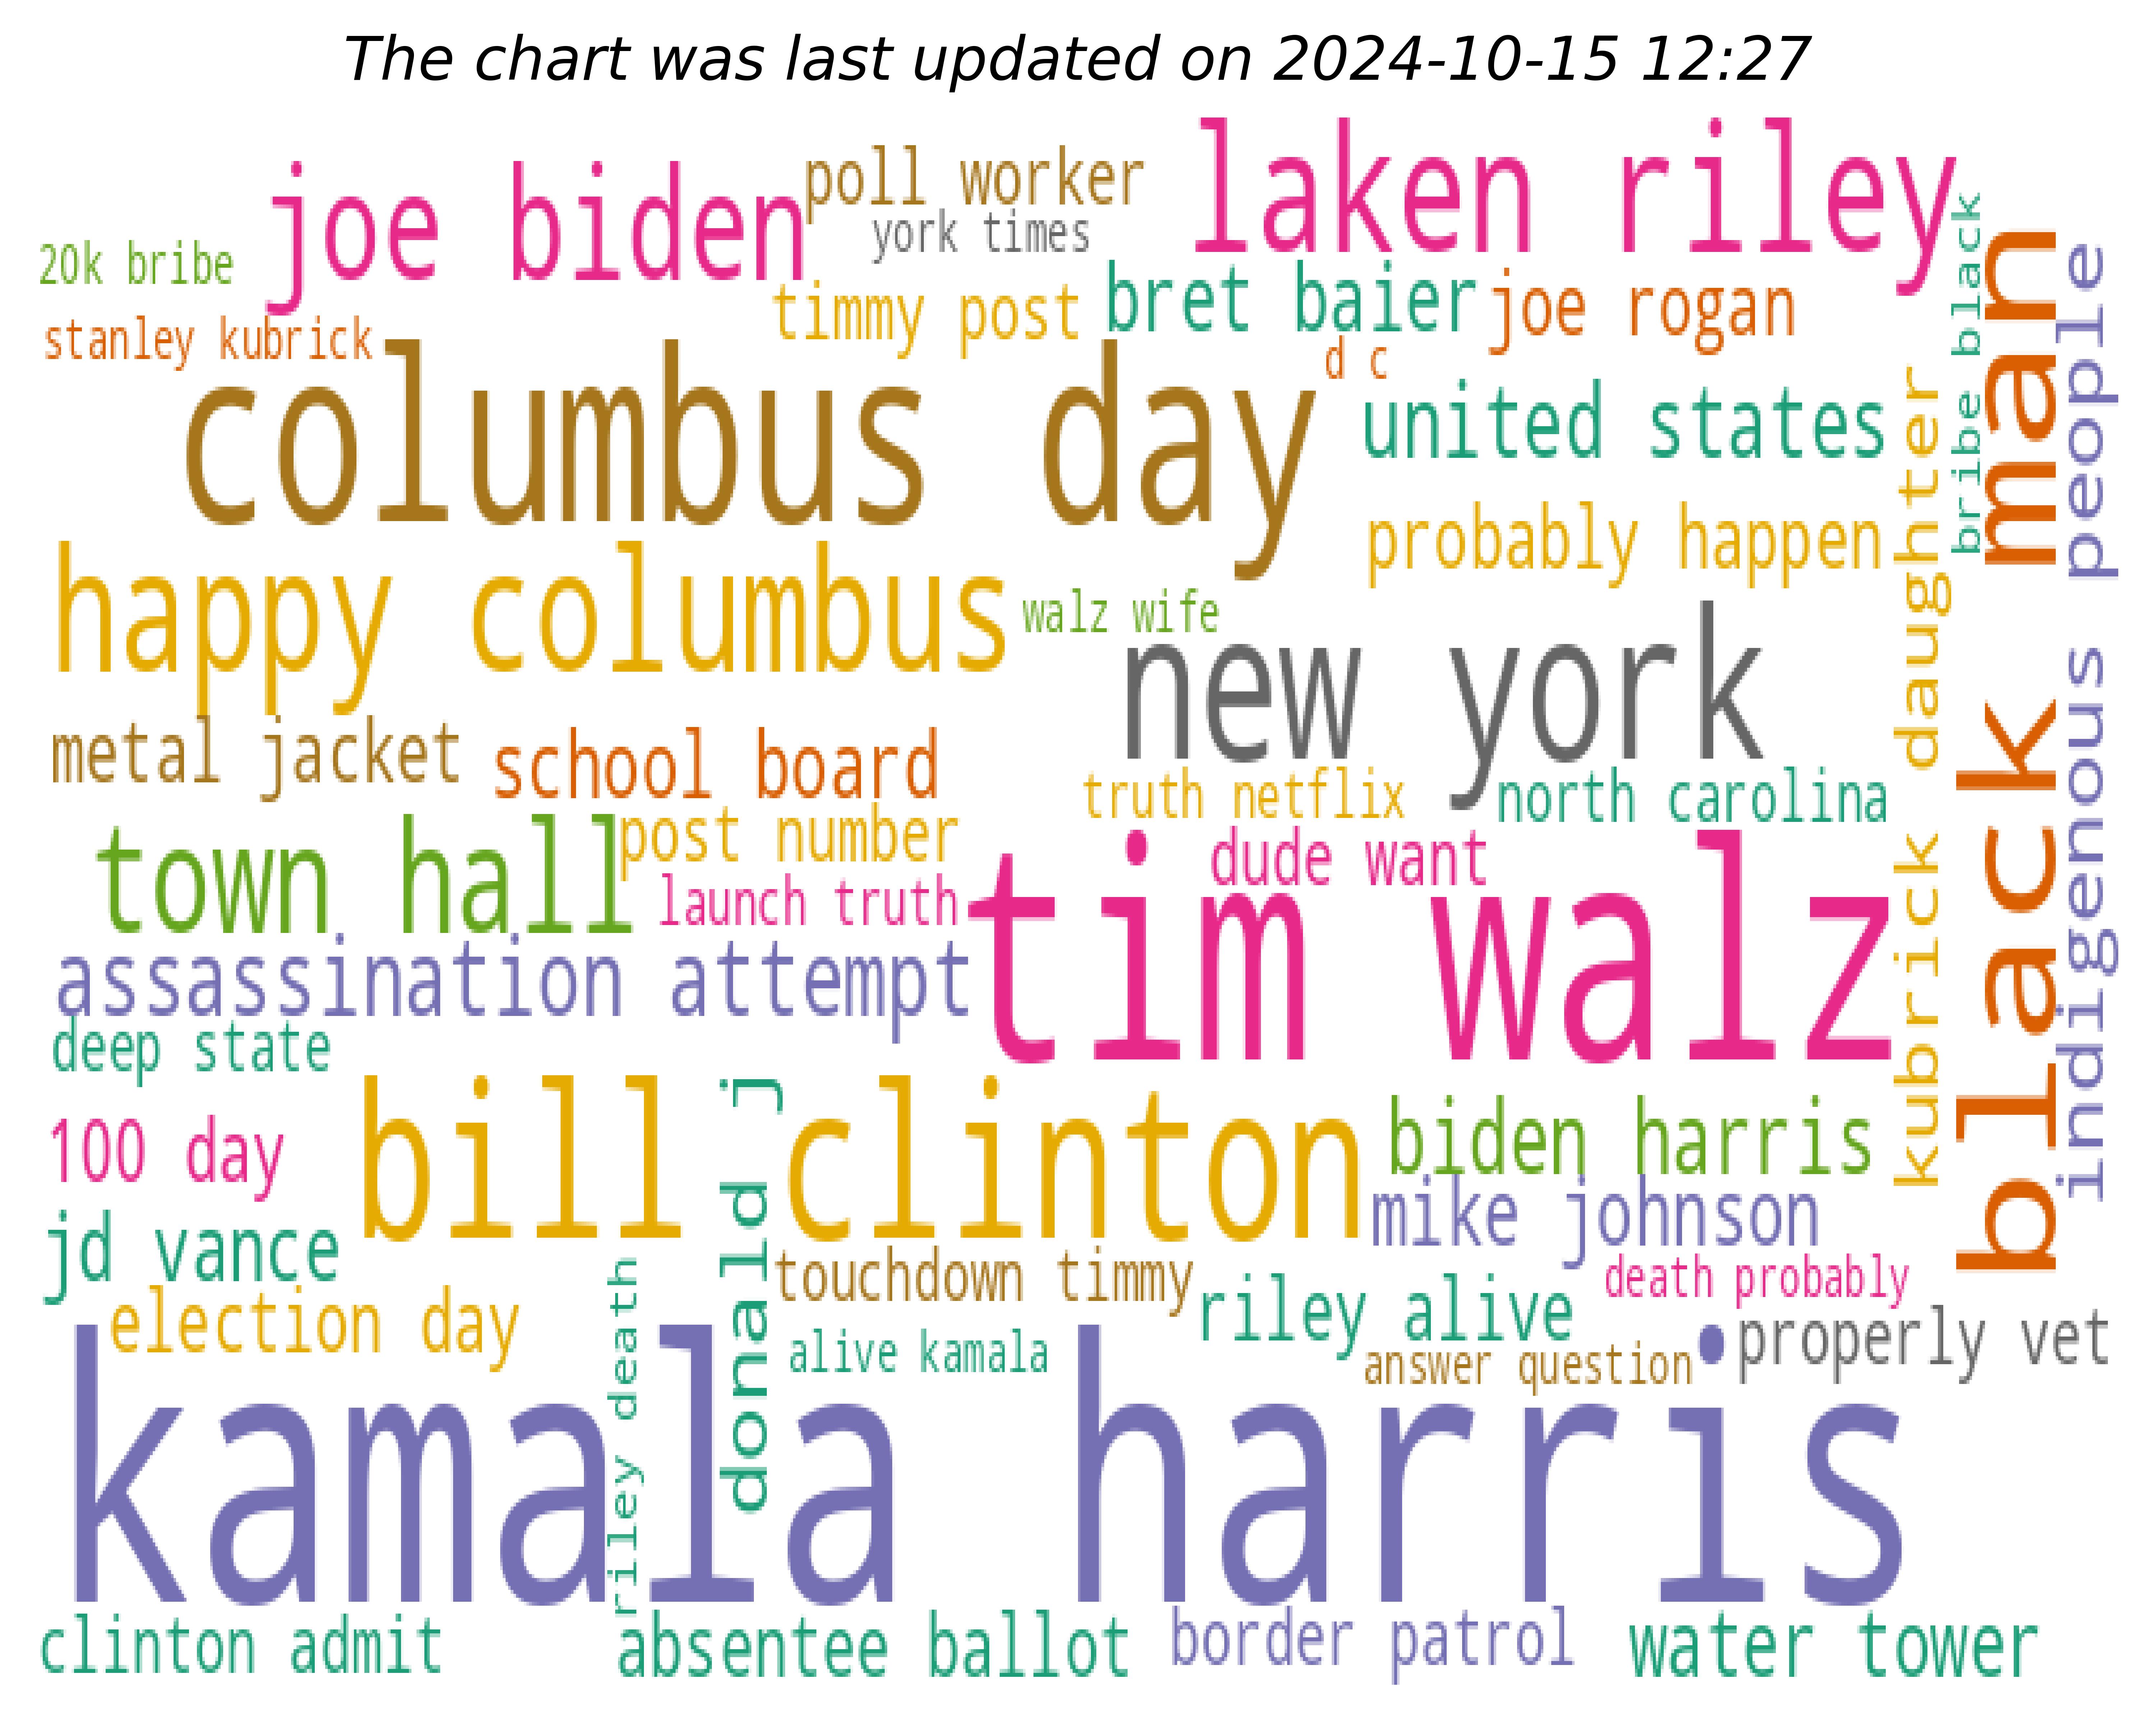 The chart was last updated on 2024-10-15 12:27
laken riley
joe biden
poll worker
york times
20k bribe
timmy post
bret baier
joe rogan
stanley kubrick
d c
columbus day
united states
bribe black
black man
indigenous people
kubrick daughter
probably happen
happy columbus
walz wife
new york
metal jacket
school board
truth netflix
north carolina
town hall
post number
dude want
launch truth
tim walz
assassination attempt
deep state
bill clinton
donald j
100 day
biden harris
mike johnson
jd vance
touchdown timmy
death probably
riley alive
election day
riley death
alive kamala
answer question
properly vet
kamala harris
clinton admit
absentee ballot
border patrol
water tower